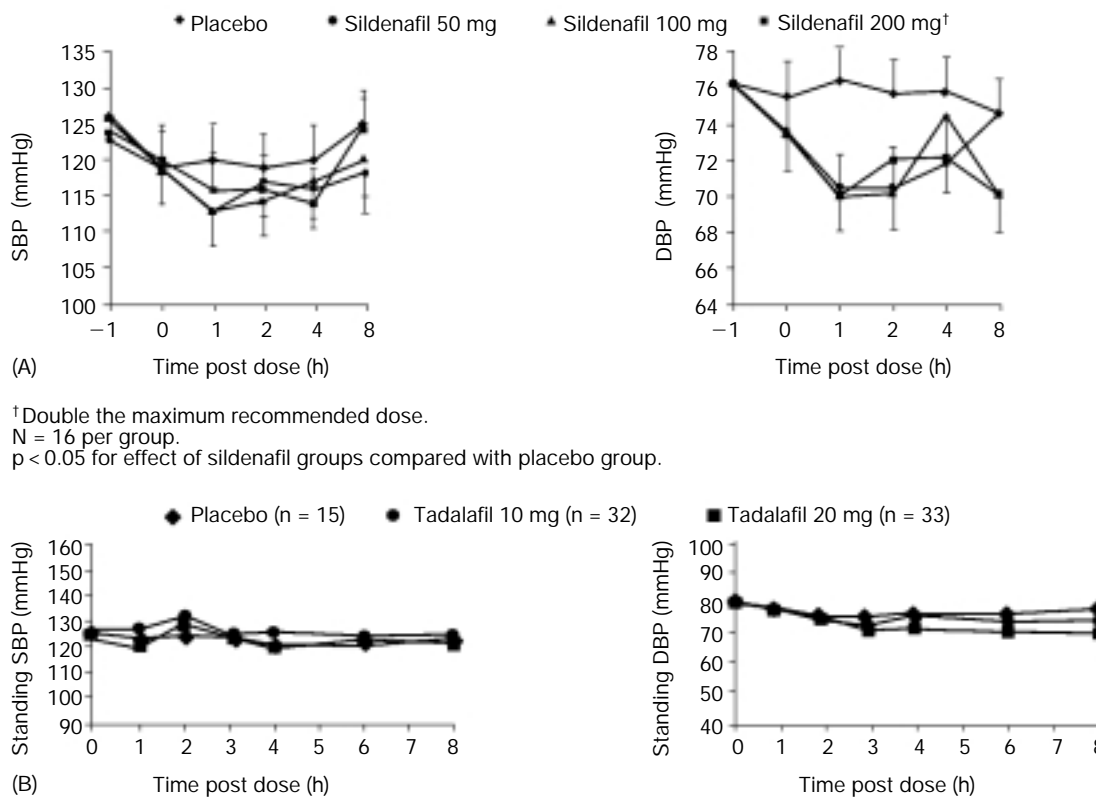 Placebo Sildenafil 50 mg Sildenafil 100 mg Sildenafil 200 mg†
135
130
125
120
115
110
105
100
SBP (mmHg)
−1 0 1 2 4 8
Time post dose (h)
78
76
74
72
70
68
66
64
DBP (mmHg)
−1 0 1 2 4 8
Time post dose (h)
(A)
†Double the maximum recommended dose.
N = 16 per group.
p < 0.05 for effect of sildenafil groups compared with placebo group.
Placebo (n = 15) Tadalafil 10 mg (n = 32) Tadalafil 20 mg (n = 33)
160
150
140
130
120
110
100
90
Standing SBP (mmHg)
0 1 2 3 4 5 6 7 8
Time post dose (h)
100
90
80
70
60
50
40
Standing DBP (mmHg)
0 1 2 3 4 5 6 7 8
Time post dose (h)
(B)